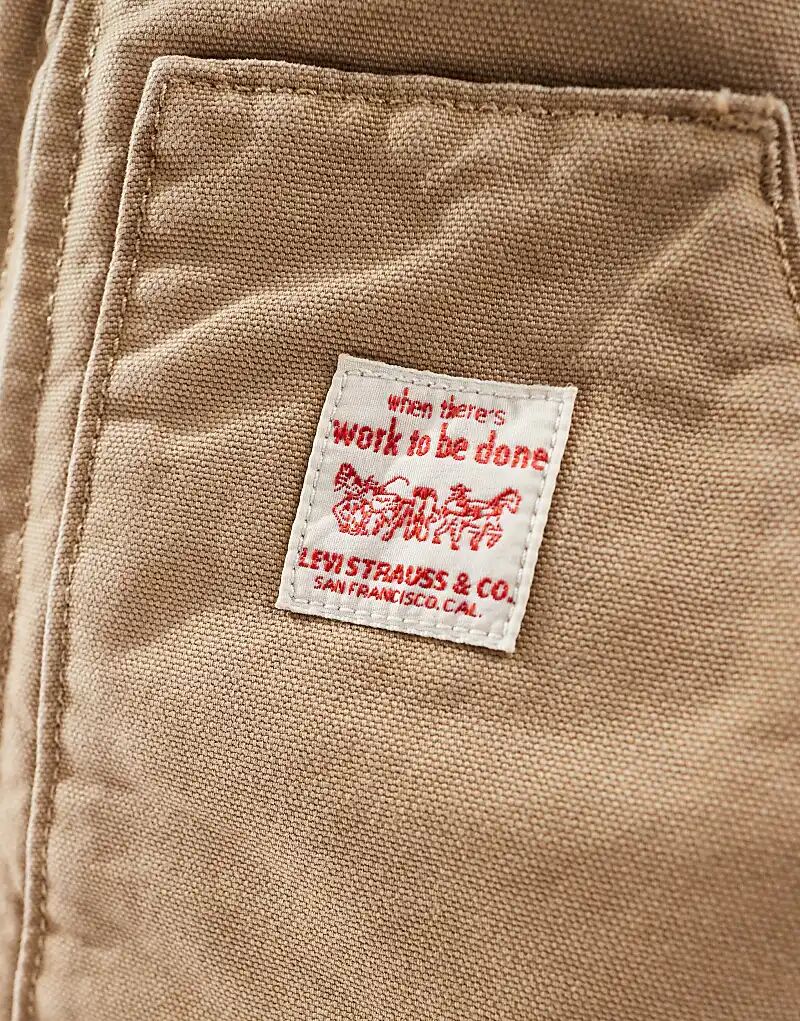 when there's
work to be done
LEVI STRAUSS & CO.
SAN FRANCISCO, CAL.